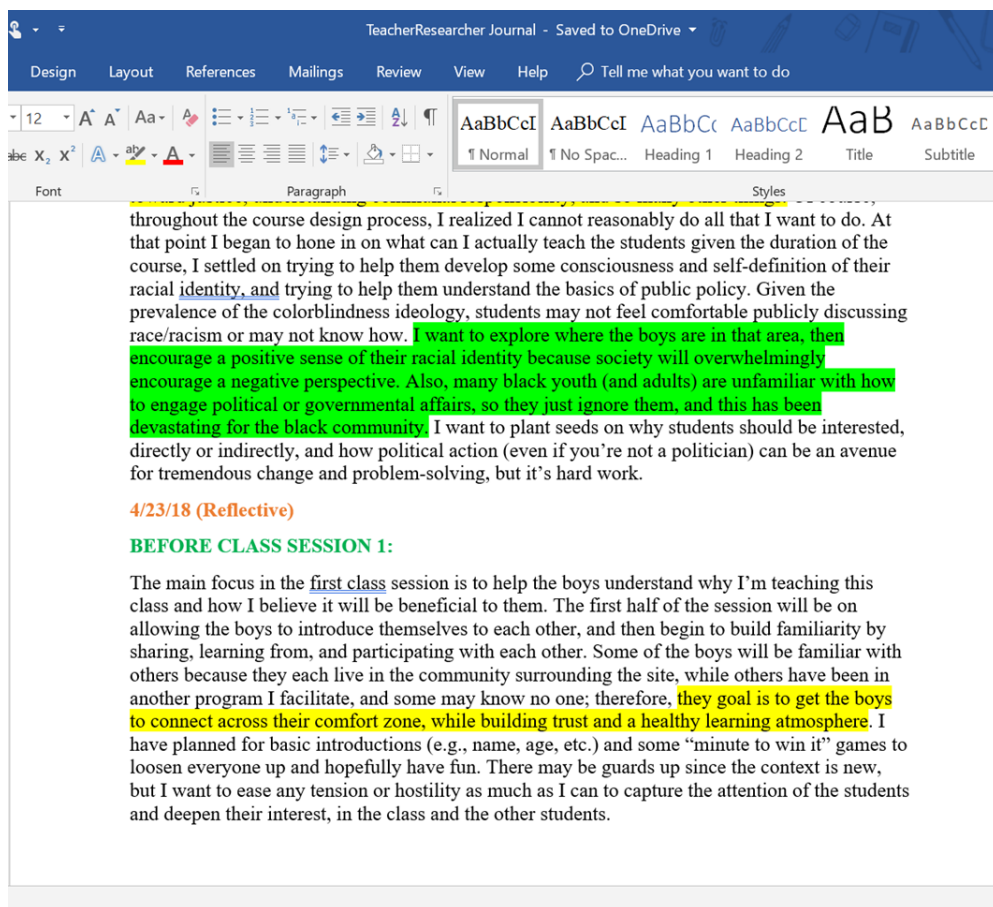 TeacherResearcher Journal - Saved to OneDrive
Design Layout References Mailings Review View Help Tell me what you want to do
12 A A Aa
abc X₂ X² A aby A
AaBbCcI AaBbCcI AaBbCc AaBbCcD AaB AaBbCcD
¶ Normal ¶ No Spac... Heading 1 Heading 2 Title Subtitle
Font Paragraph Styles
throughout the course design process, I realized I cannot reasonably do all that I want to do. At
that point I began to hone in on what can I actually teach the students given the duration of the
course, I settled on trying to help them develop some consciousness and self-definition of their
racial identity, and trying to help them understand the basics of public policy. Given the
prevalence of the colorblindness ideology, students may not feel comfortable publicly discussing
race/racism or may not know how. I want to explore where the boys are in that area, then
encourage a positive sense of their racial identity because society will overwhelmingly
encourage a negative perspective. Also, many black youth (and adults) are unfamiliar with how
to engage political or governmental affairs, so they just ignore them, and this has been
devastating for the black community. I want to plant seeds on why students should be interested,
directly or indirectly, and how political action (even if you’re not a politician) can be an avenue
for tremendous change and problem-solving, but it’s hard work.
4/23/18 (Reflective)
BEFORE CLASS SESSION 1:
The main focus in the first class session is to help the boys understand why I’m teaching this
class and how I believe it will be beneficial to them. The first half of the session will be on
allowing the boys to introduce themselves to each other, and then begin to build familiarity by
sharing, learning from, and participating with each other. Some of the boys will be familiar with
others because they each live in the community surrounding the site, while others have been in
another program I facilitate, and some may know no one; therefore, they goal is to get the boys
to connect across their comfort zone, while building trust and a healthy learning atmosphere. I
have planned for basic introductions (e.g., name, age, etc.) and some “minute to win it” games to
loosen everyone up and hopefully have fun. There may be guards up since the context is new,
but I want to ease any tension or hostility as much as I can to capture the attention of the students
and deepen their interest, in the class and the other students.